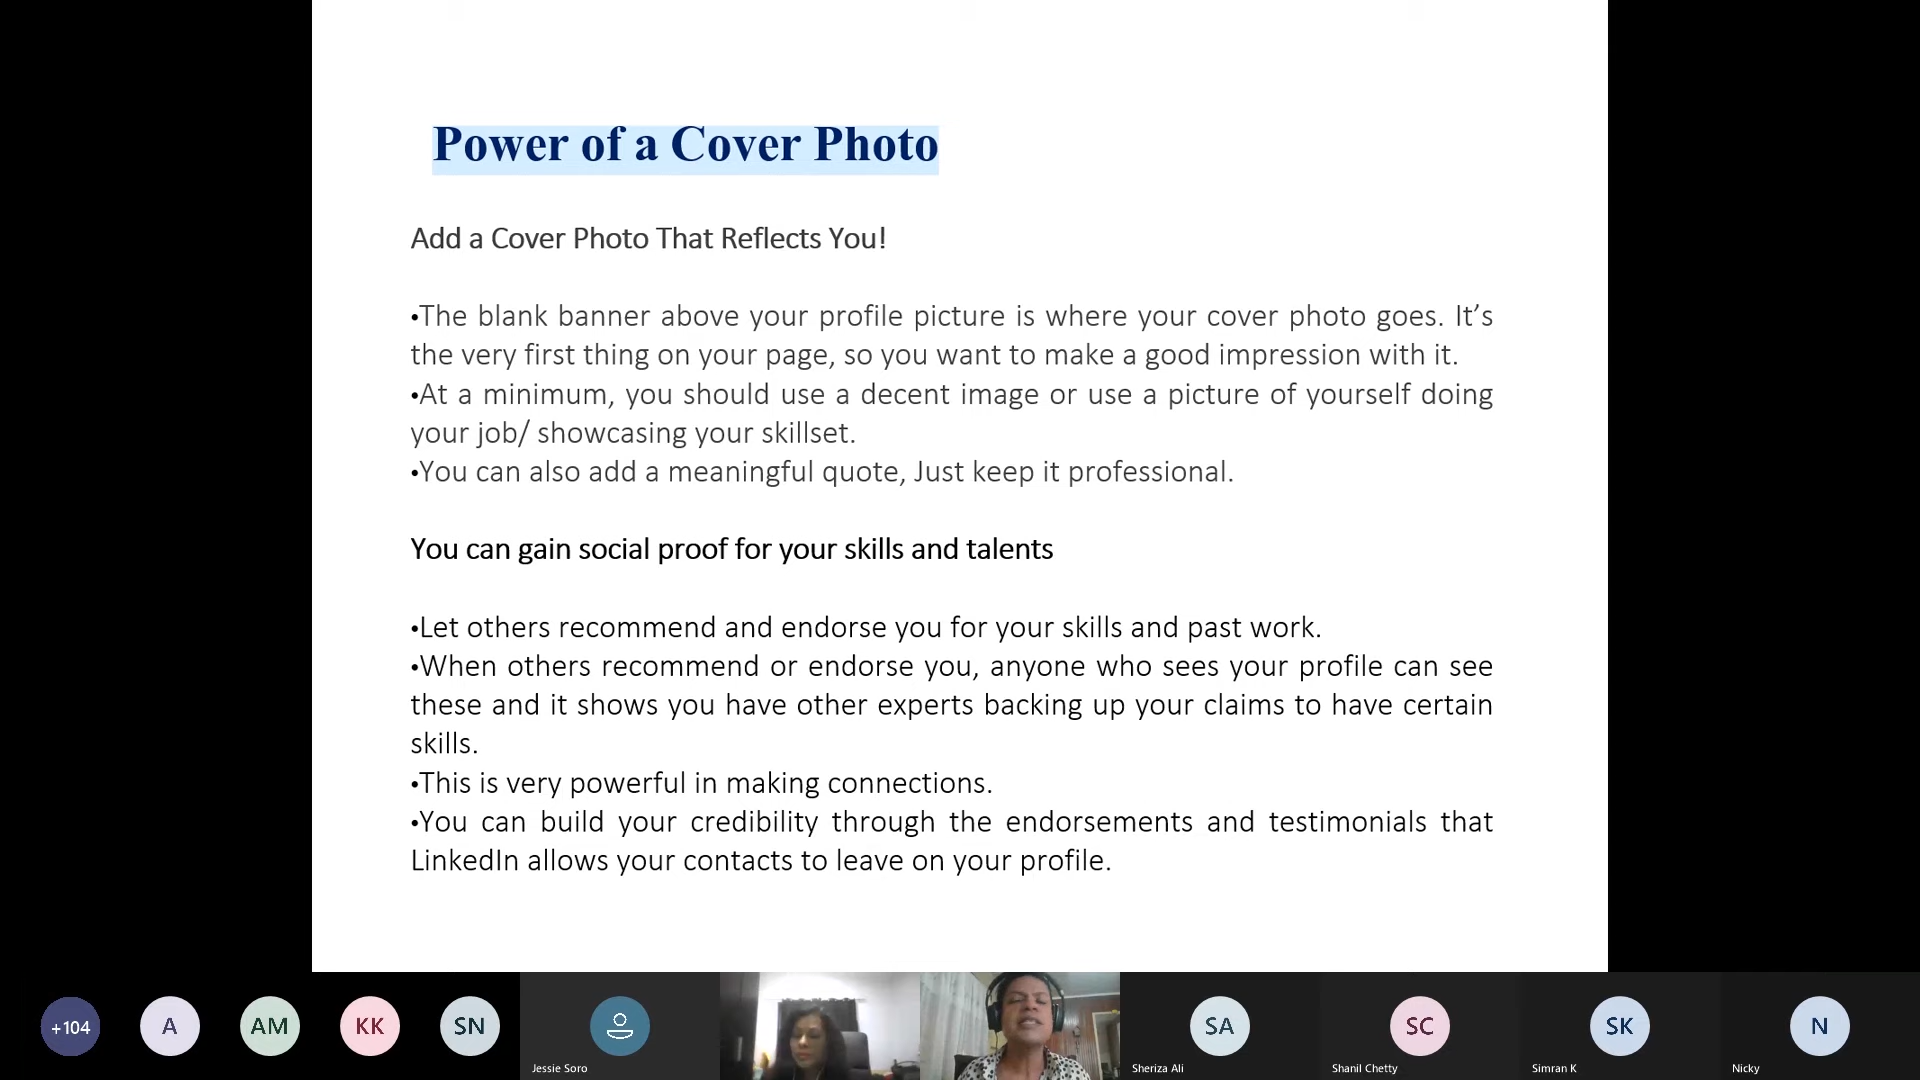 Power of a Cover Photo
Add a Cover Photo That Reflects You!
•The blank banner above your profile picture is where your cover photo goes. It’s
the very first thing on your page, so you want to make a good impression with it.
•At a minimum, you should use a decent image or use a picture of yourself doing
your job/ showcasing your skillset.
•You can also add a meaningful quote, Just keep it professional.
You can gain social proof for your skills and talents
•Let others recommend and endorse you for your skills and past work.
•When others recommend or endorse you, anyone who sees your profile can see
these and it shows you have other experts backing up your claims to have certain
skills.
•This is very powerful in making connections.
•You can build your credibility through the endorsements and testimonials that
LinkedIn allows your contacts to leave on your profile.
+104
A
AM
KK
SN
Jessie Soro
SA
Sheriza Ali
SC
Shanil Chetty
SK
Simran K
N
Nicky